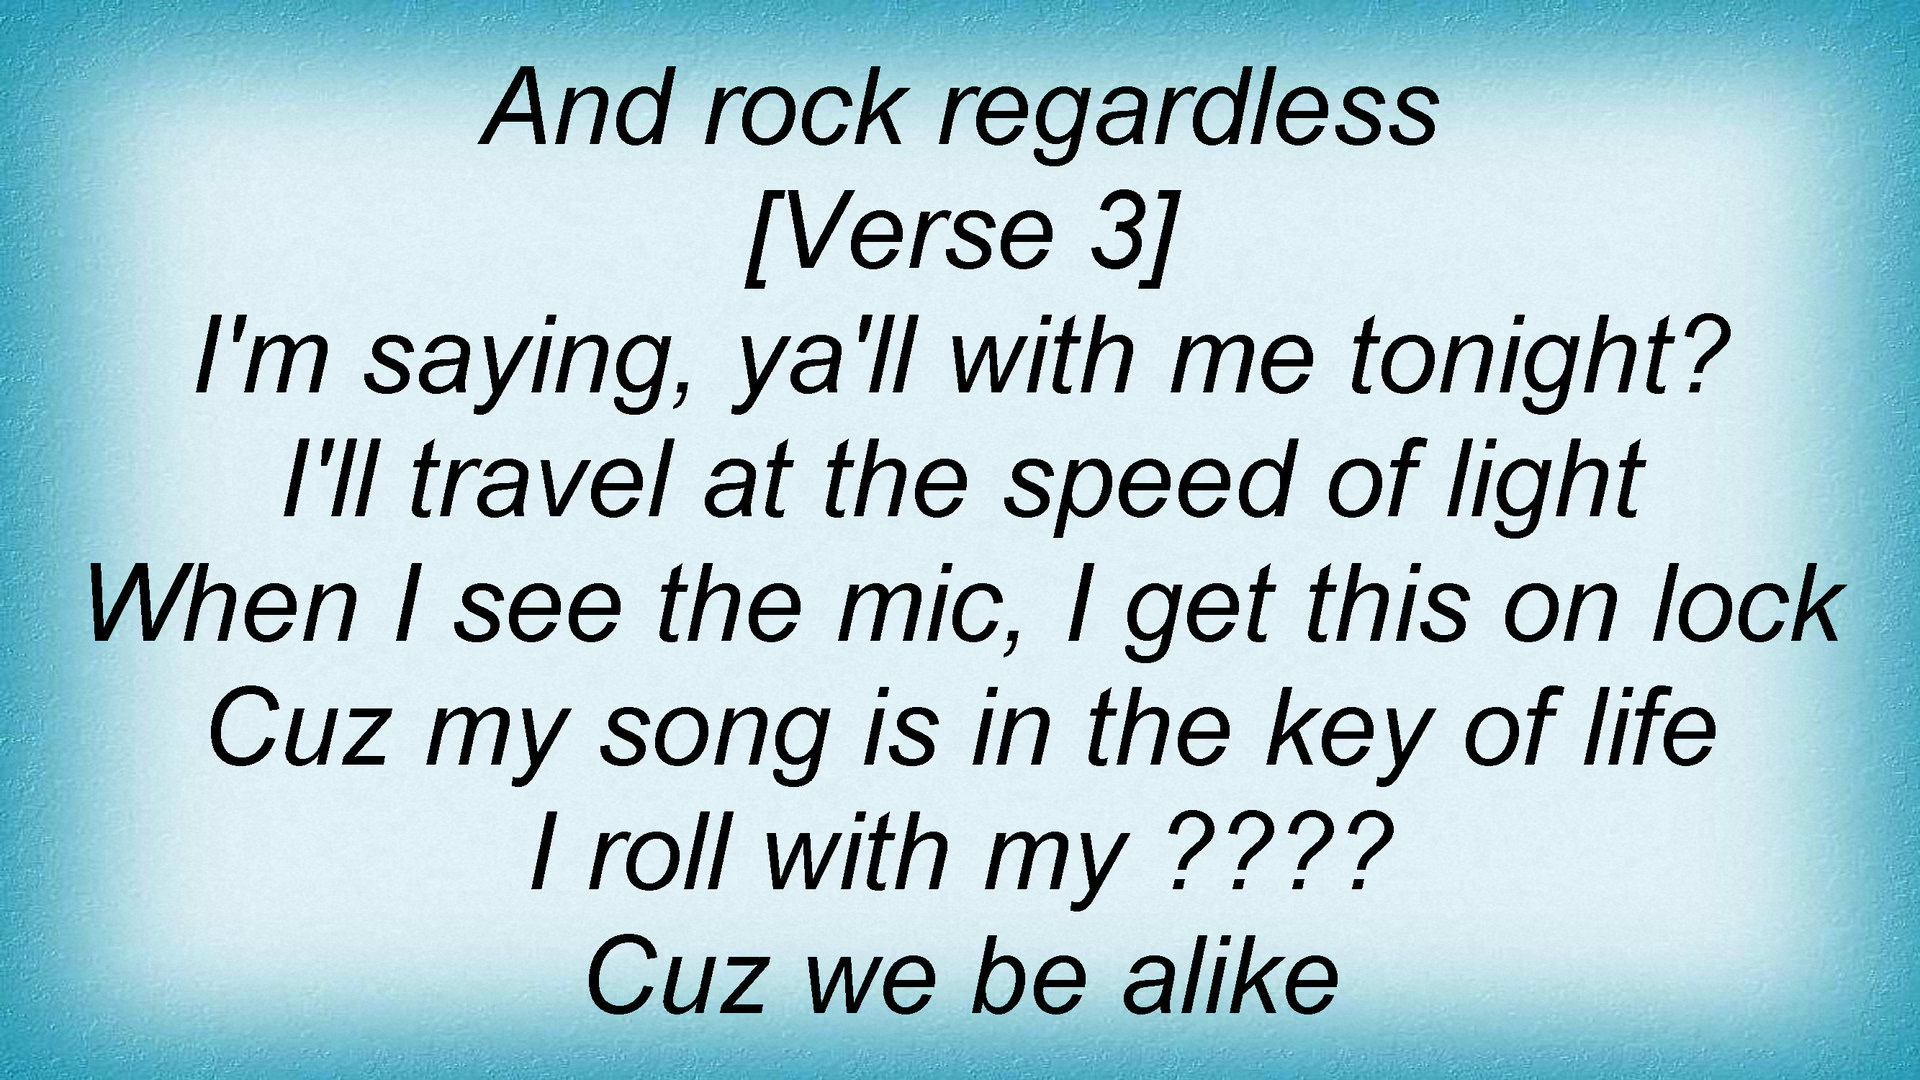 And rock regardless
[Verse 3]
I'm saying, ya'll with me tonight?
I'll travel at the speed of light
When I see the mic, I get this on lock
Cuz my song is in the key of life
I roll with my ????
Cuz we be alike